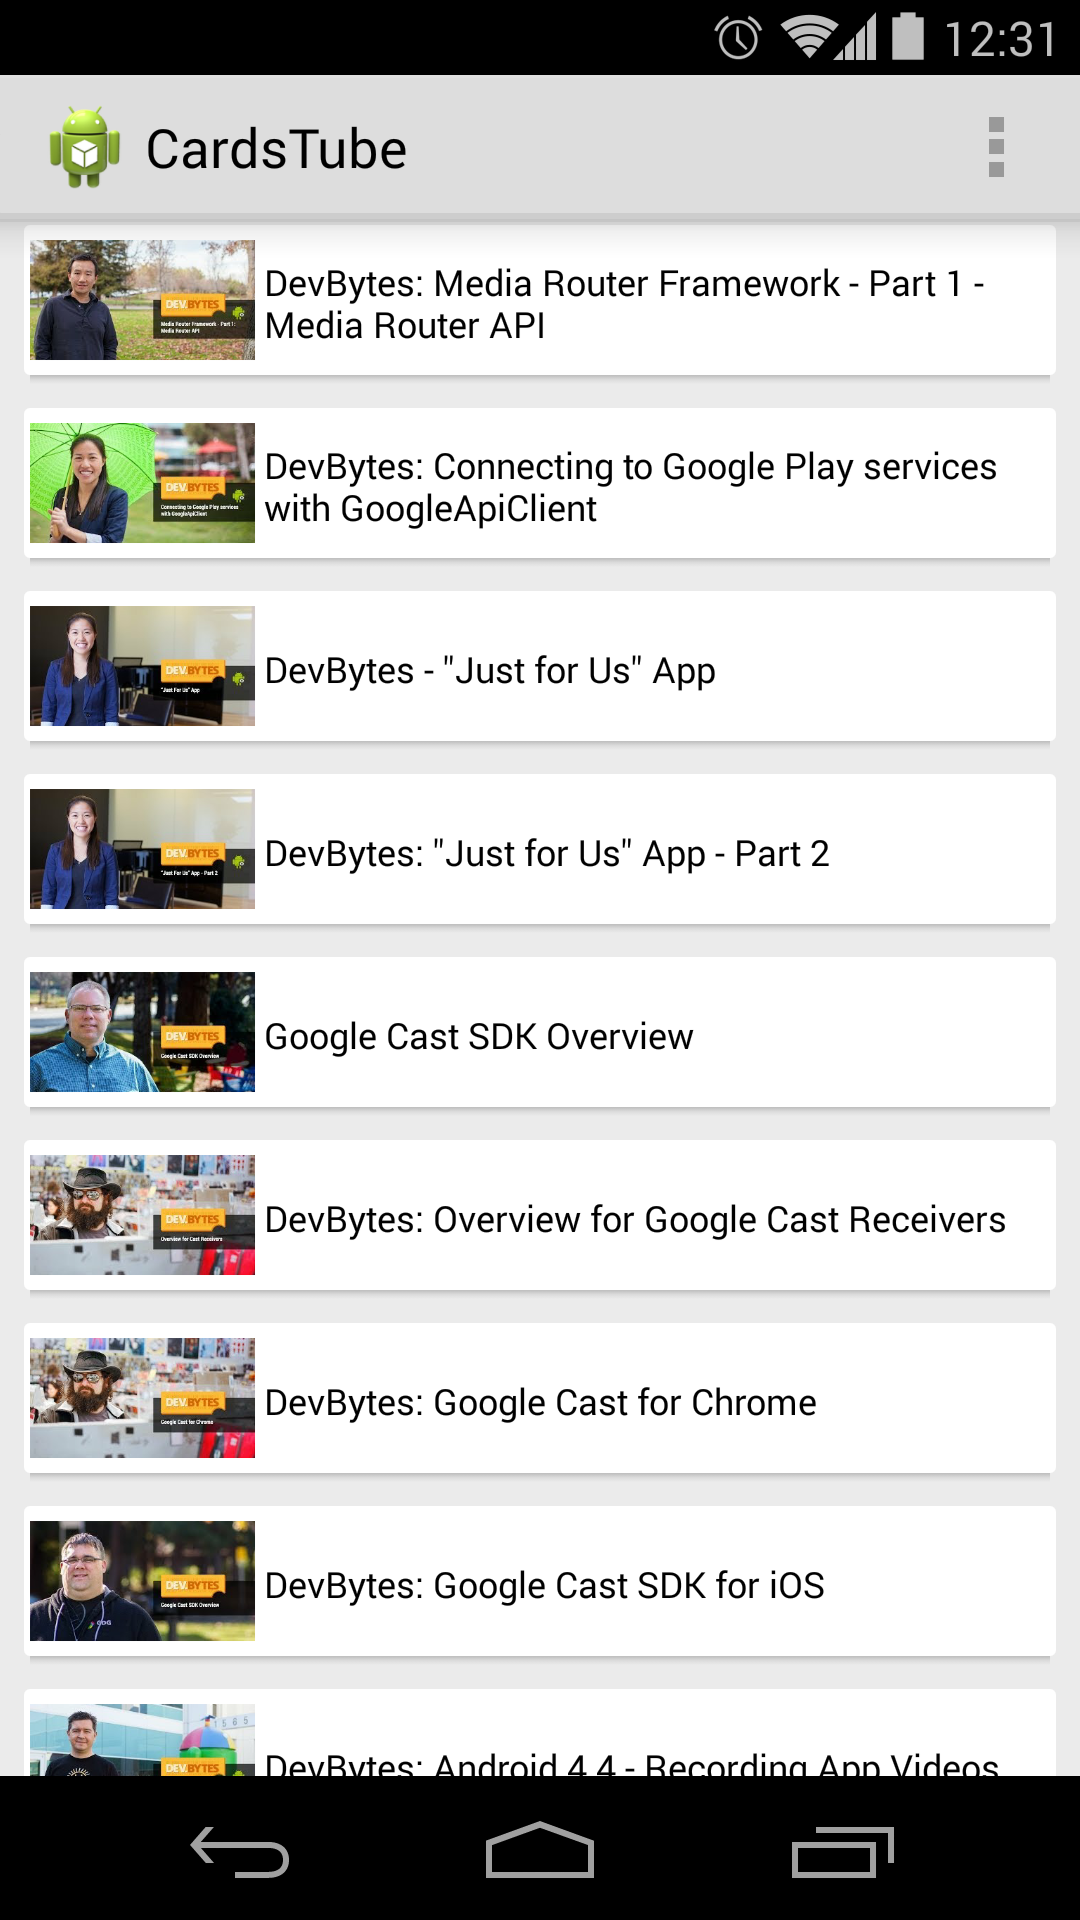 12:31
CardsTube
DEVBYTES
Media Router Framework - Part 1:
Media Router API
DevBytes: Media Router Framework - Part 1 -
Media Router API
DEVBYTES
Connecting to Google Play services
with GoogleApiClient
DevBytes: Connecting to Google Play services
with GoogleApiClient
DEVBYTES
"Just For Us" App
DevBytes - "Just for Us" App
DEVBYTES
"Just For Us" App - Part 2
DevBytes: "Just for Us" App - Part 2
DEVBYTES
Google Cast SDK Overview
Google Cast SDK Overview
DEVBYTES
Overview for Cast Receivers
DevBytes: Overview for Google Cast Receivers
DEVBYTES
Google Cast for Chrome
DevBytes: Google Cast for Chrome
DEVBYTES
Google Cast SDK Overview
GDG
DevBytes: Google Cast SDK for iOS
1565
DEVBYTES
DevBytes: Android 4.4 - Recording App Videos